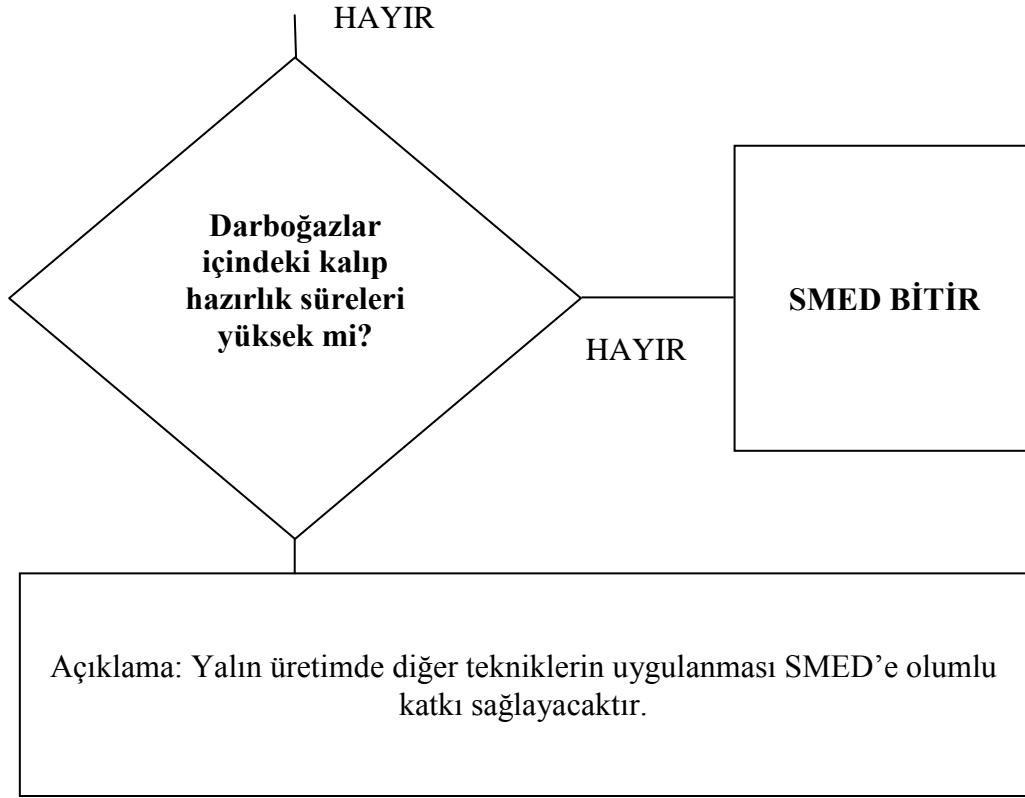 HAYIR
Darboğazlar
içindeki kalıp
hazırlık süreleri
yüksek mi?
SMED BİTİR
HAYIR
Açıklama: Yalın üretimde diğer tekniklerin uygulanması SMED’e olumlu
katkı sağlayacaktır.